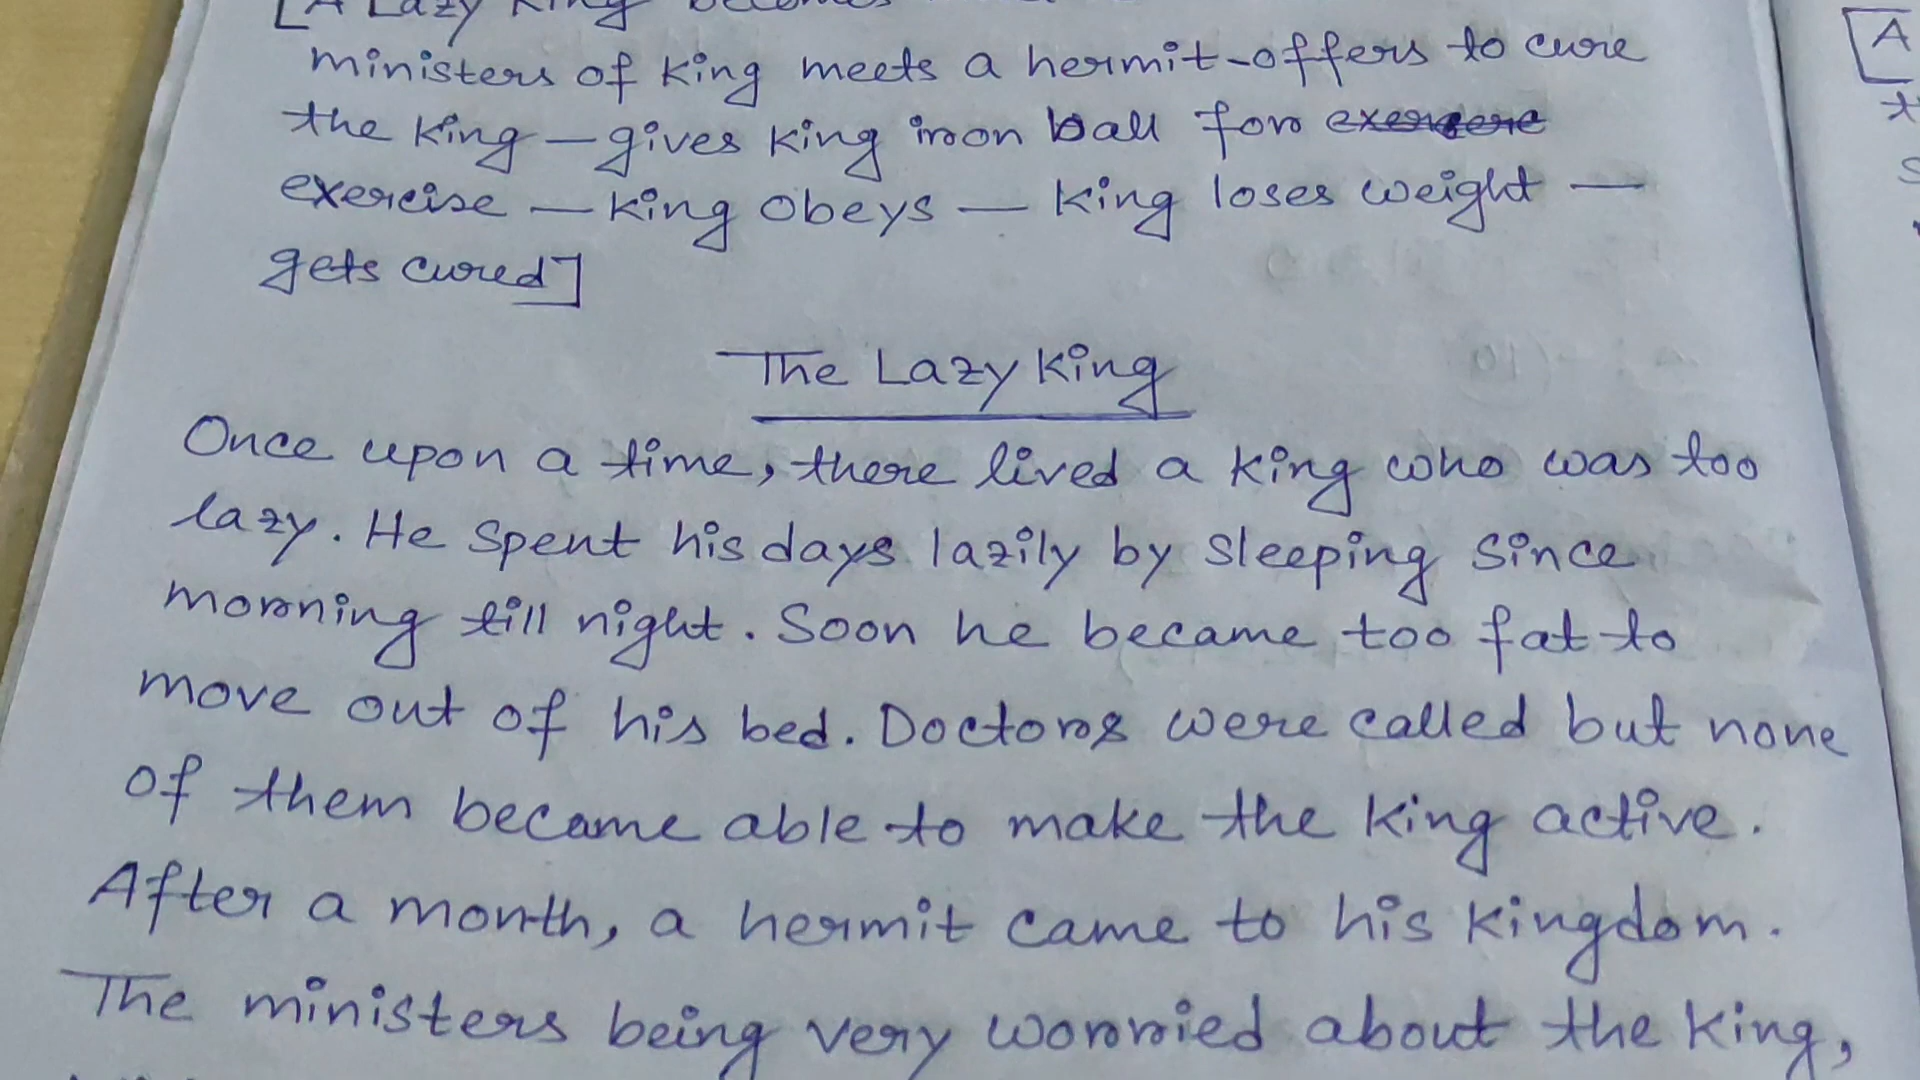 [A Lazy King becomes
ministers of king meets a hermit-offers to cure
the king — gives king iron ball for exercere
exercise — king obeys — king loses weight —
gets cured]
The Lazy King
Once upon a time, there lived a king who was too
lazy. He spent his days lazily by sleeping since
morning till night. Soon he became too fat to
move out of his bed. Doctors were called but none
of them became able to make the king active.
After a month, a hermit came to his kingdom.
The ministers being very worried about the king,
[A